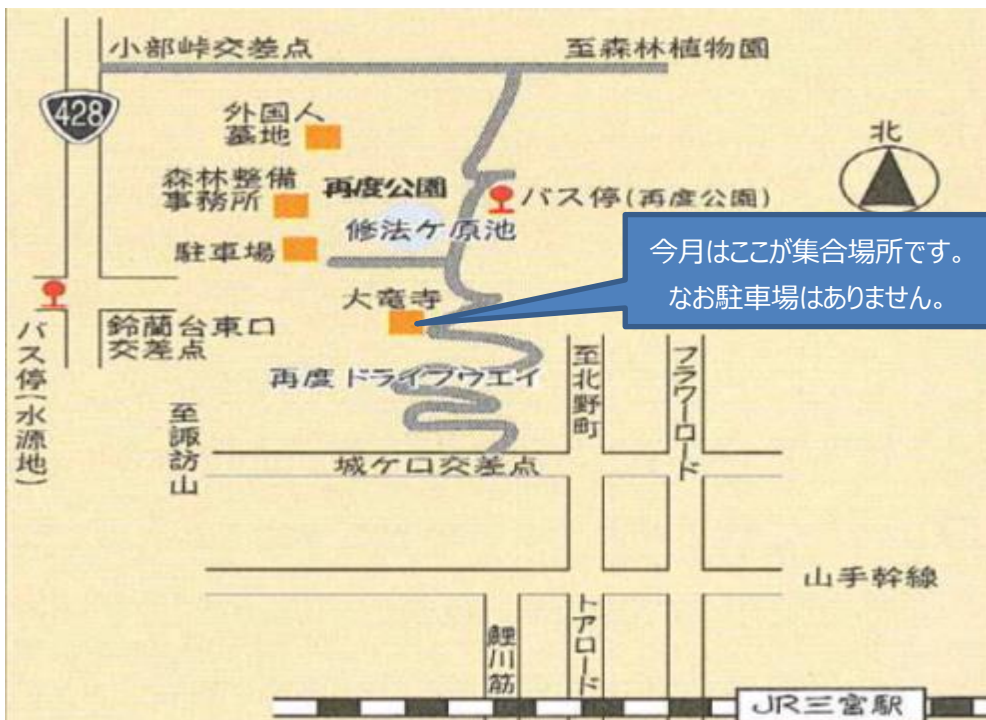 小部峠交差点
至森林植物園
428
外国人
墓地
北
森林整備
事務所
再度公園
バス停(再度公園)
修法ケ原池
駐車場
今月はここが集合場所です。
なお駐車場はありません。
大竜寺
鈴蘭台東口
交差点
バス停(水源地)
再度ドライブウエイ
至北野町
フラワーロード
至諏訪山
城ケ口交差点
山手幹線
鯉川筋
トアロード
JR三宮駅